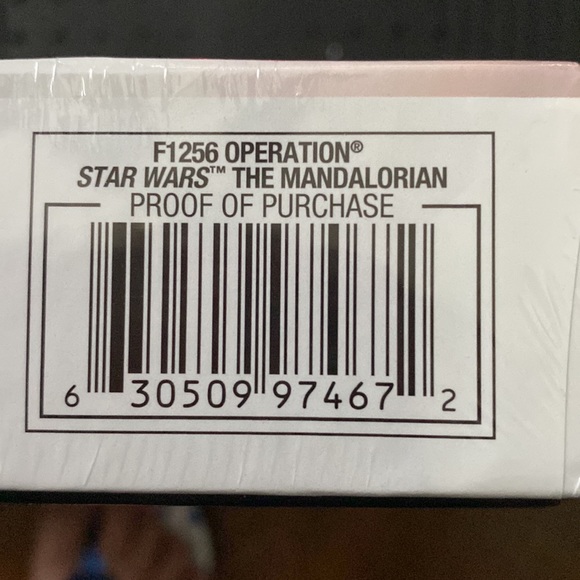 F1256 OPERATION®
STAR WARS™ THE MANDALORIAN
PROOF OF PURCHASE
6 30509 97467 2